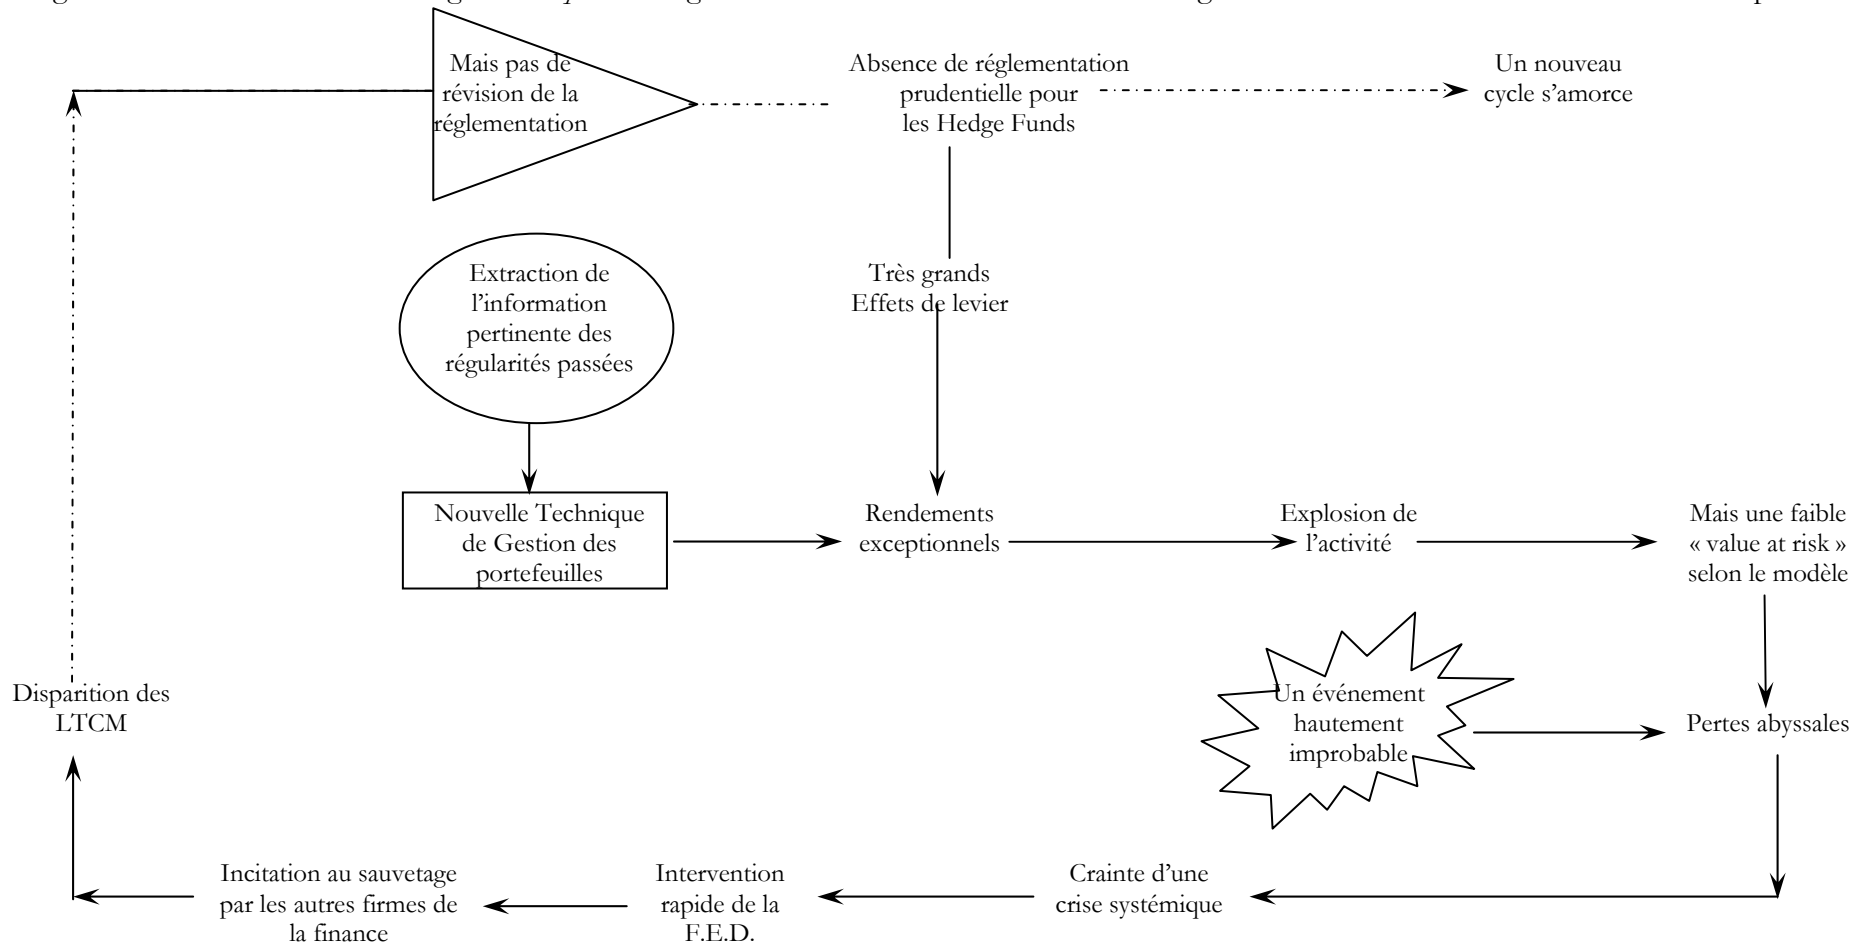 Mais pas de
révision de la
réglementation
Absence de réglementation
prudentielle pour
les Hedge Funds
Un nouveau
cycle s’amorce
Extraction de
l’information
pertinente des
régularités passées
Très grands
Effets de levier
Nouvelle Technique
de Gestion des
portefeuilles
Rendements
exceptionnels
Explosion de
l’activité
Mais une faible
« value at risk »
selon le modèle
Un événement
hautement
improbable
Pertes abyssales
Disparition des
LTCM
Incitation au sauvetage
par les autres firmes de
la finance
Intervention
rapide de la
F.E.D.
Crainte d’une
crise systémique